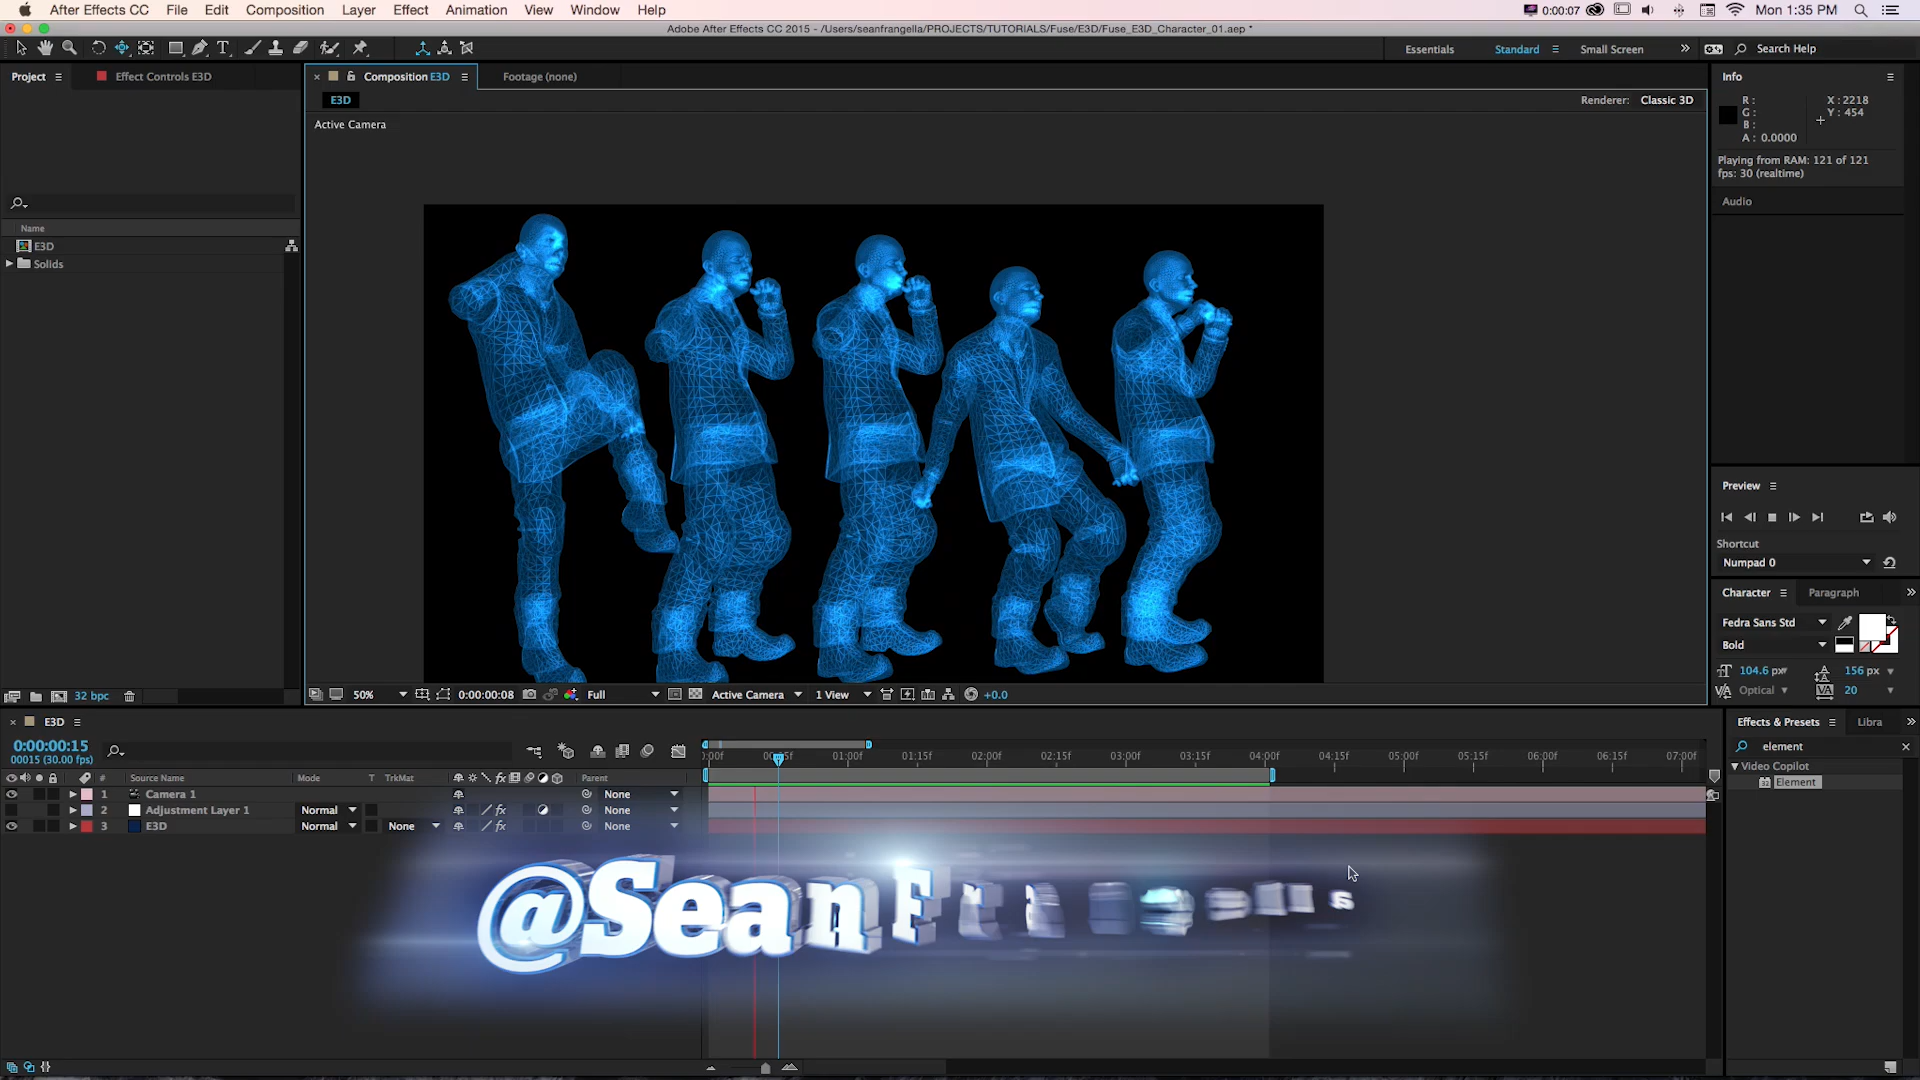 After Effects CC File Edit Composition Layer Effect Animation View Window Help 0:00:07 Mon 1:35 PM
Adobe After Effects CC 2015 - /Users/seanfrangella/PROJECTS/TUTORIALS/Fuse/E3D/Fuse_E3D_Character_01.aep *
Essentials Standard Small Screen Search Help
Project Effect Controls E3D
Composition E3D Footage (none)
Info
E3D
Renderer: Classic 3D
R: X: 2218
G: Y: 454
B:
A: 0.0000
Active Camera
Playing from RAM: 121 of 121
fps: 30 (realtime)
Audio
Name
E3D
Solids
Preview
Shortcut
Numpad 0
Character Paragraph
Fedra Sans Std
Bold
104.6 px 156 px
Optical 20
32 bpc
50% 0:00:00:08 Full Active Camera 1 View +0.0
E3D
Effects & Presets Libra
0:00:00:15
00015 (30.00 fps)
element
:00f 01:00f 01:15f 02:00f 02:15f 03:00f 03:15f 04:00f 04:15f 05:00f 05:15f 06:00f 06:15f 07:00f
Video Copilot
Element
# Source Name Mode T TrkMat Parent
1 Camera 1 None
2 Adjustment Layer 1 Normal None
3 E3D Normal None None
@SeanF